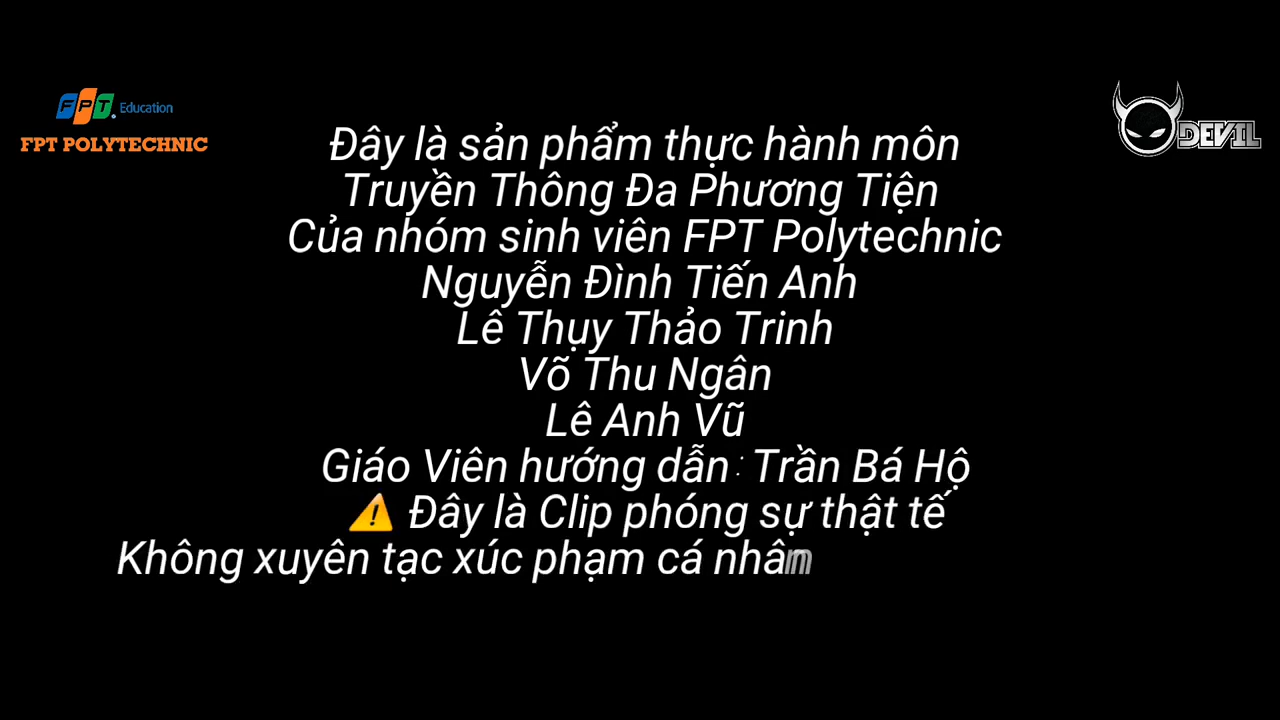 FPT Education
FPT POLYTECHNIC
DEVIL
Đây là sản phẩm thực hành môn
Truyền Thông Đa Phương Tiện
Của nhóm sinh viên FPT Polytechnic
Nguyễn Đình Tiến Anh
Lê Thụy Thảo Trinh
Võ Thu Ngân
Lê Anh Vũ
Giáo Viên hướng dẫn: Trần Bá Hộ
⚠️ Đây là Clip phóng sự thật tế
Không xuyên tạc xúc phạm cá nhâm